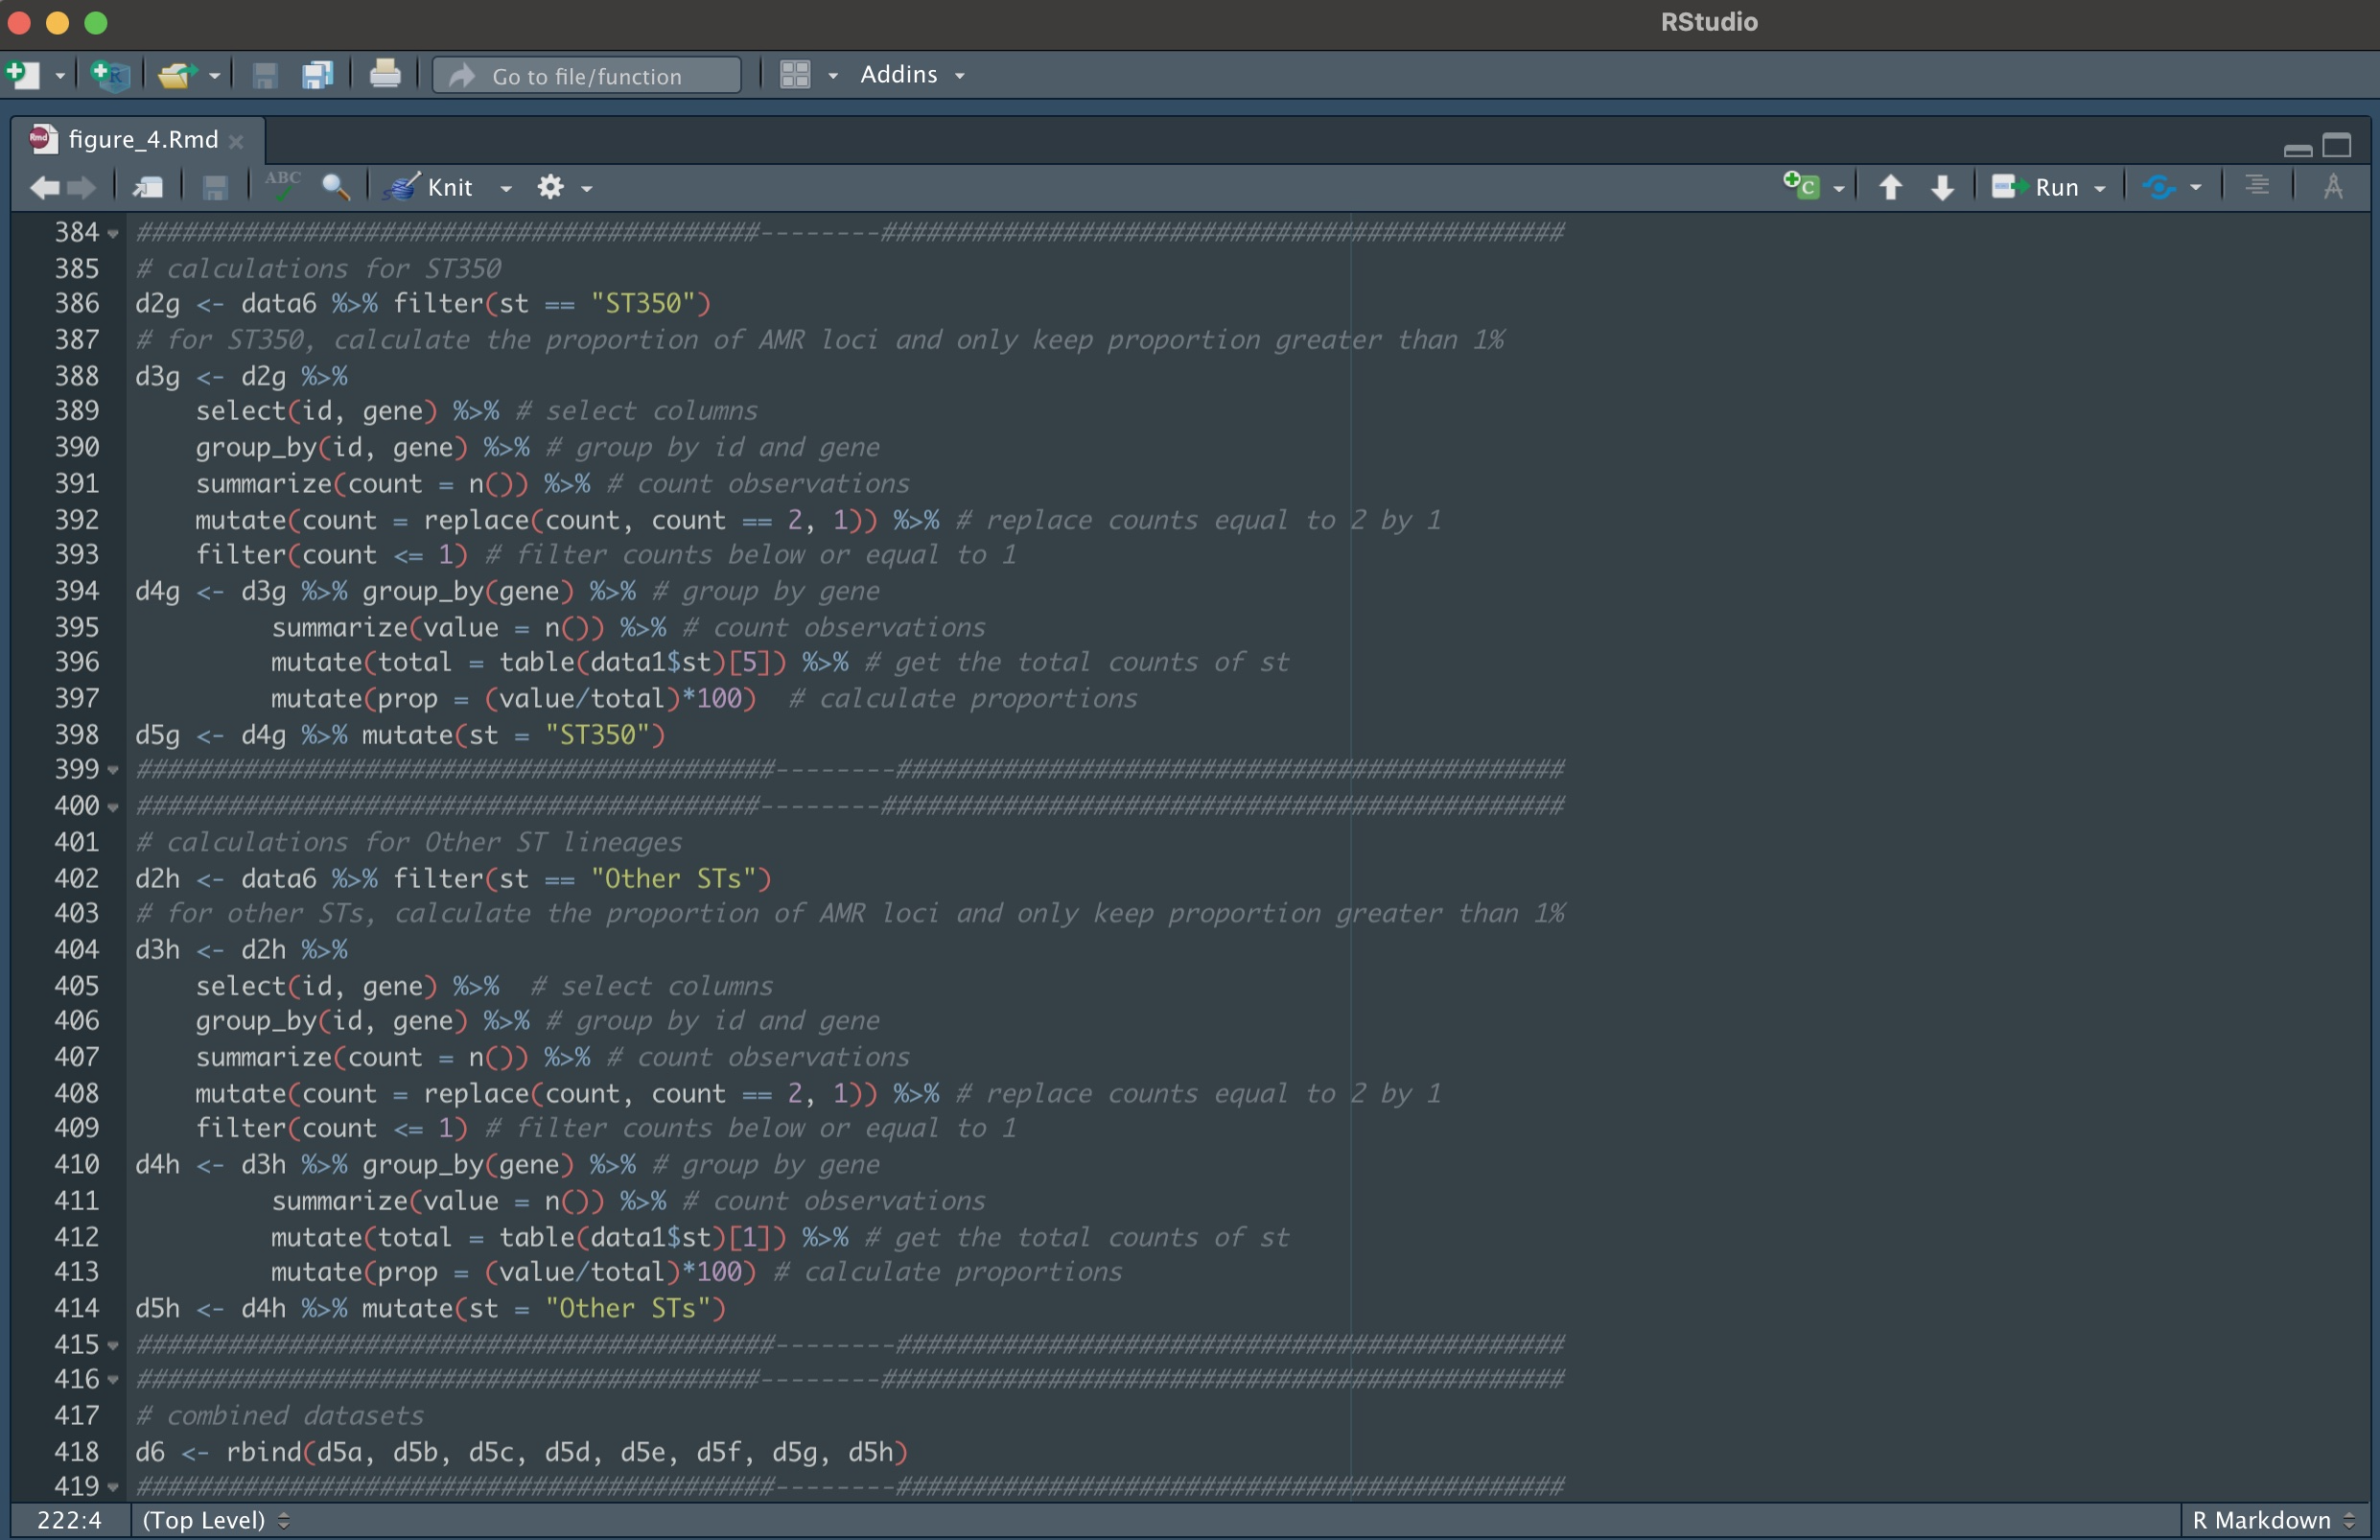 RStudio
Go to file/function
Addins
figure_4.Rmd
ABC
Knit
Run
384 #########################################--------#############################################
385 # calculations for ST350
386 d2g <- data6 %>% filter(st == "ST350")
387 # for ST350, calculate the proportion of AMR loci and only keep proportion greater than 1%
388 d3g <- d2g %>%
389     select(id, gene) %>% # select columns
390     group_by(id, gene) %>% # group by id and gene
391     summarize(count = n()) %>% # count observations
392     mutate(count = replace(count, count == 2, 1)) %>% # replace counts equal to 2 by 1
393     filter(count <= 1) # filter counts below or equal to 1
394 d4g <- d3g %>% group_by(gene) %>% # group by gene
395          summarize(value = n()) %>% # count observations
396          mutate(total = table(data1$st)[5]) %>% # get the total counts of st
397          mutate(prop = (value/total)*100)  # calculate proportions
398 d5g <- d4g %>% mutate(st = "ST350")
399 ##########################################--------############################################
400 #########################################--------#############################################
401 # calculations for Other ST lineages
402 d2h <- data6 %>% filter(st == "Other STs")
403 # for other STs, calculate the proportion of AMR loci and only keep proportion greater than 1%
404 d3h <- d2h %>%
405     select(id, gene) %>%  # select columns
406     group_by(id, gene) %>% # group by id and gene
407     summarize(count = n()) %>% # count observations
408     mutate(count = replace(count, count == 2, 1)) %>% # replace counts equal to 2 by 1
409     filter(count <= 1) # filter counts below or equal to 1
410 d4h <- d3h %>% group_by(gene) %>% # group by gene
411          summarize(value = n()) %>% # count observations
412          mutate(total = table(data1$st)[1]) %>% # get the total counts of st
413          mutate(prop = (value/total)*100) # calculate proportions
414 d5h <- d4h %>% mutate(st = "Other STs")
415 ##########################################--------############################################
416 #########################################--------#############################################
417 # combined datasets
418 d6 <- rbind(d5a, d5b, d5c, d5d, d5e, d5f, d5g, d5h)
419 ##########################################--------############################################
222:4
(Top Level)
R Markdown